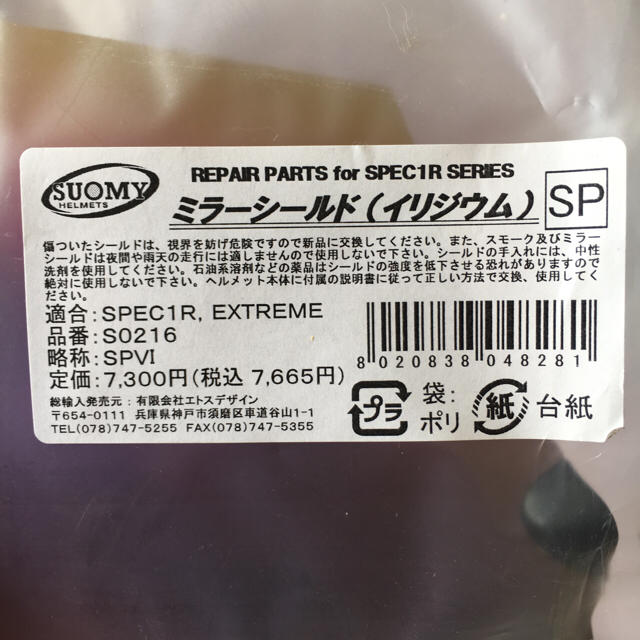 SUOMY
HELMETS
REPAIR PARTS for SPEC1R SERIES
ミラーシールド(イリジウム)
SP
傷ついたシールドは、視界を妨げ危険ですので新品に交換してください。また、スモーク及びミラー
シールドは夜間や雨天の走行には適しませんので使用しないで下さい。シールドの手入れには、中性
洗剤を使用してください。石油系溶剤などの薬品はシールドの強度を低下させる恐れがありますので
絶対に使用しないで下さい。ヘルメット本体に付属の説明書に従って正しい方法で交換、使用してく
ださい。
適合:SPEC1R, EXTREME
品番:S0216
略称:SPVI
定価:7,300円(税込 7,665円)
総輸入発売元:有限会社エトスデザイン
〒654-0111 兵庫県神戸市須磨区車道谷山1-1
TEL(078)747-5255 FAX(078)747-5355
8 020838 048281
プラ
袋:
ポリ
紙
台紙